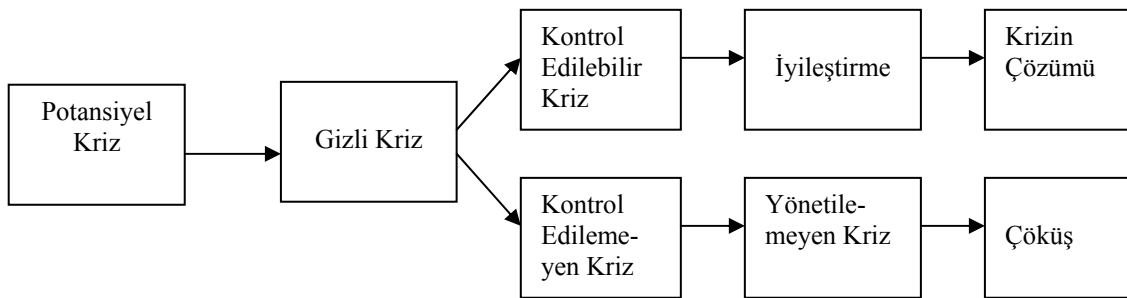 Potansiyel
Kriz
Gizli Kriz
Kontrol
Edilebilir
Kriz
İyileştirme
Krizin
Çözümü
Kontrol
Edileme-
yen Kriz
Yönetile-
meyen Kriz
Çöküş